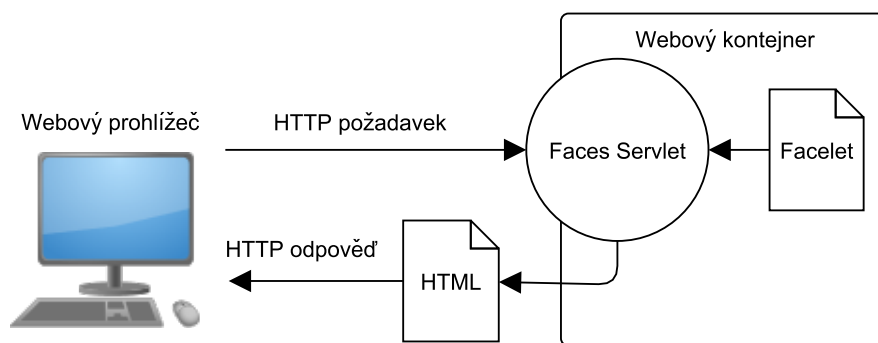 Webový kontejner
Webový prohlížeč
HTTP požadavek
Faces Servlet
Facelet
HTTP odpověď
HTML